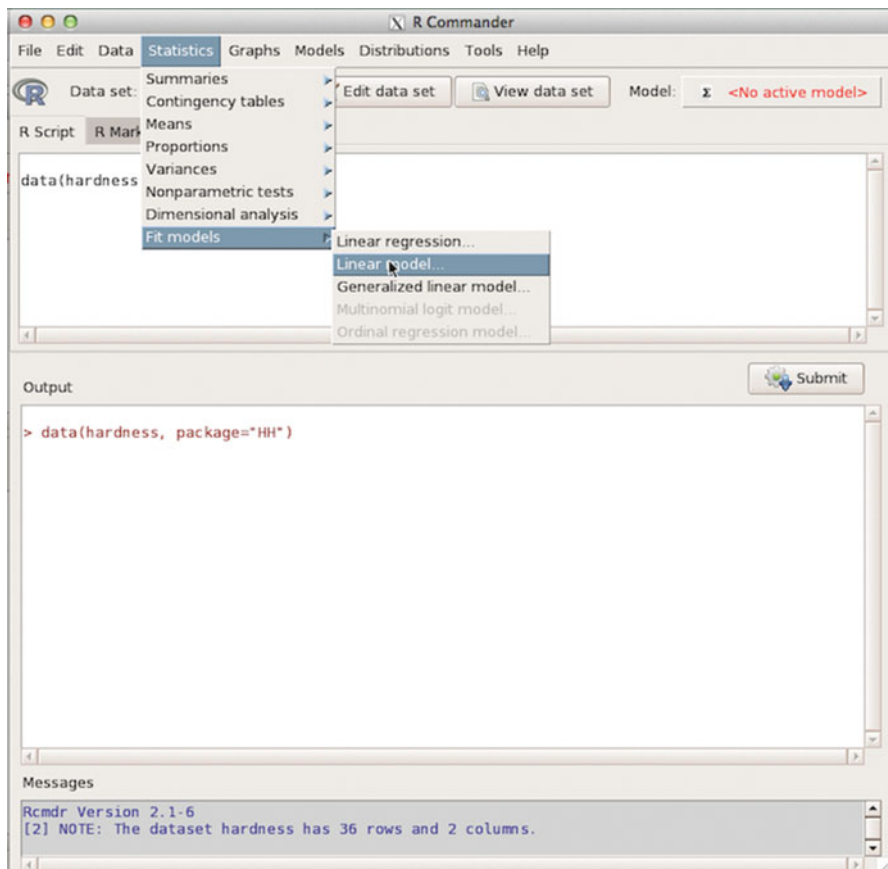 X R Commander
File Edit Data Statistics Graphs Models Distributions Tools Help
R Data set: Edit data set View data set Model: Σ <No active model>
R Script R Mark
data(hardness
Summaries
Contingency tables
Means
Proportions
Variances
Nonparametric tests
Dimensional analysis
Fit models
Linear regression...
Linear model...
Generalized linear model...
Multinomial logit model...
Ordinal regression model...
Output
Submit
> data(hardness, package="HH")
Messages
Rcmdr Version 2.1-6
[2] NOTE: The dataset hardness has 36 rows and 2 columns.